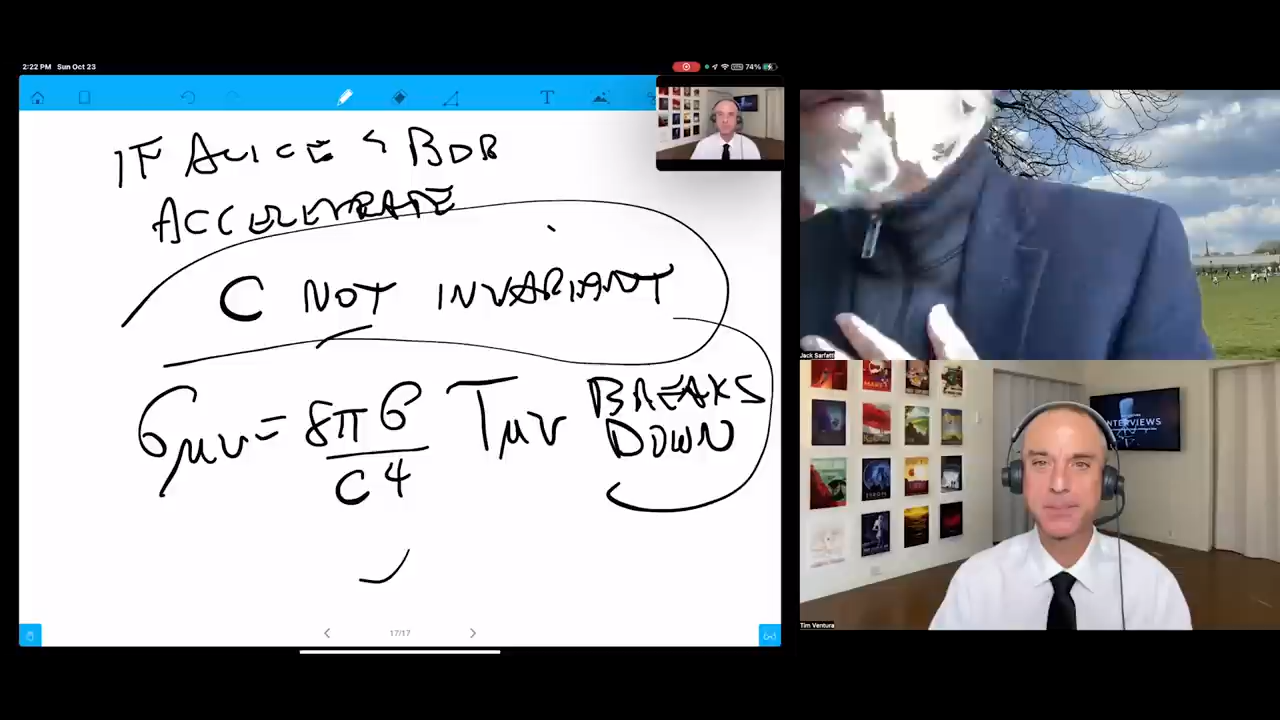 2:22 PM Sun Oct 23
74%
IF ALICE & BOB
ACCELERATE
C NOT INVARIANT
Gμν = 8πG Tμν BREAKS
C4 DOWN
17/17
Jack Sarfatti
INTERVIEWS
Tim Ventura